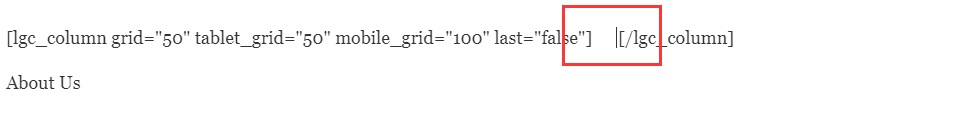 [lgc_column grid="50" tablet_grid="50" mobile_grid="100" last="false"] [/lgc_column]
About Us